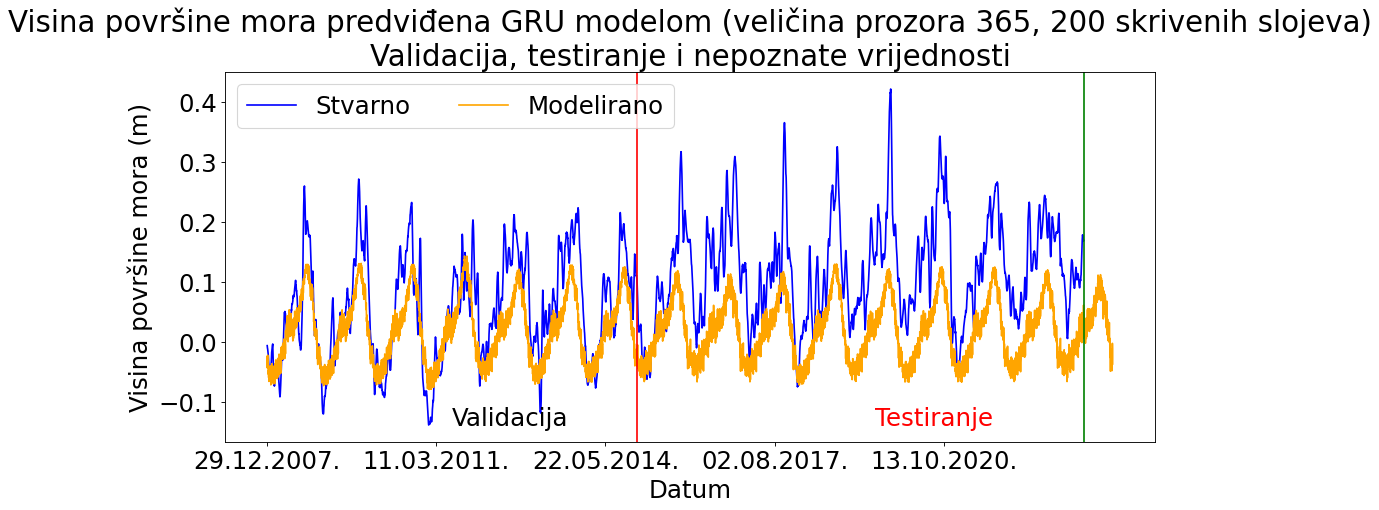 Visina površine mora predviđena GRU modelom (veličina prozora 365, 200 skrivenih slojeva)
Validacija, testiranje i nepoznate vrijednosti
Stvarno
Modelirano
Visina površine mora (m)
0.4
0.3
0.2
0.1
0.0
−0.1
Validacija
Testiranje
29.12.2007.
11.03.2011.
22.05.2014.
02.08.2017.
13.10.2020.
Datum